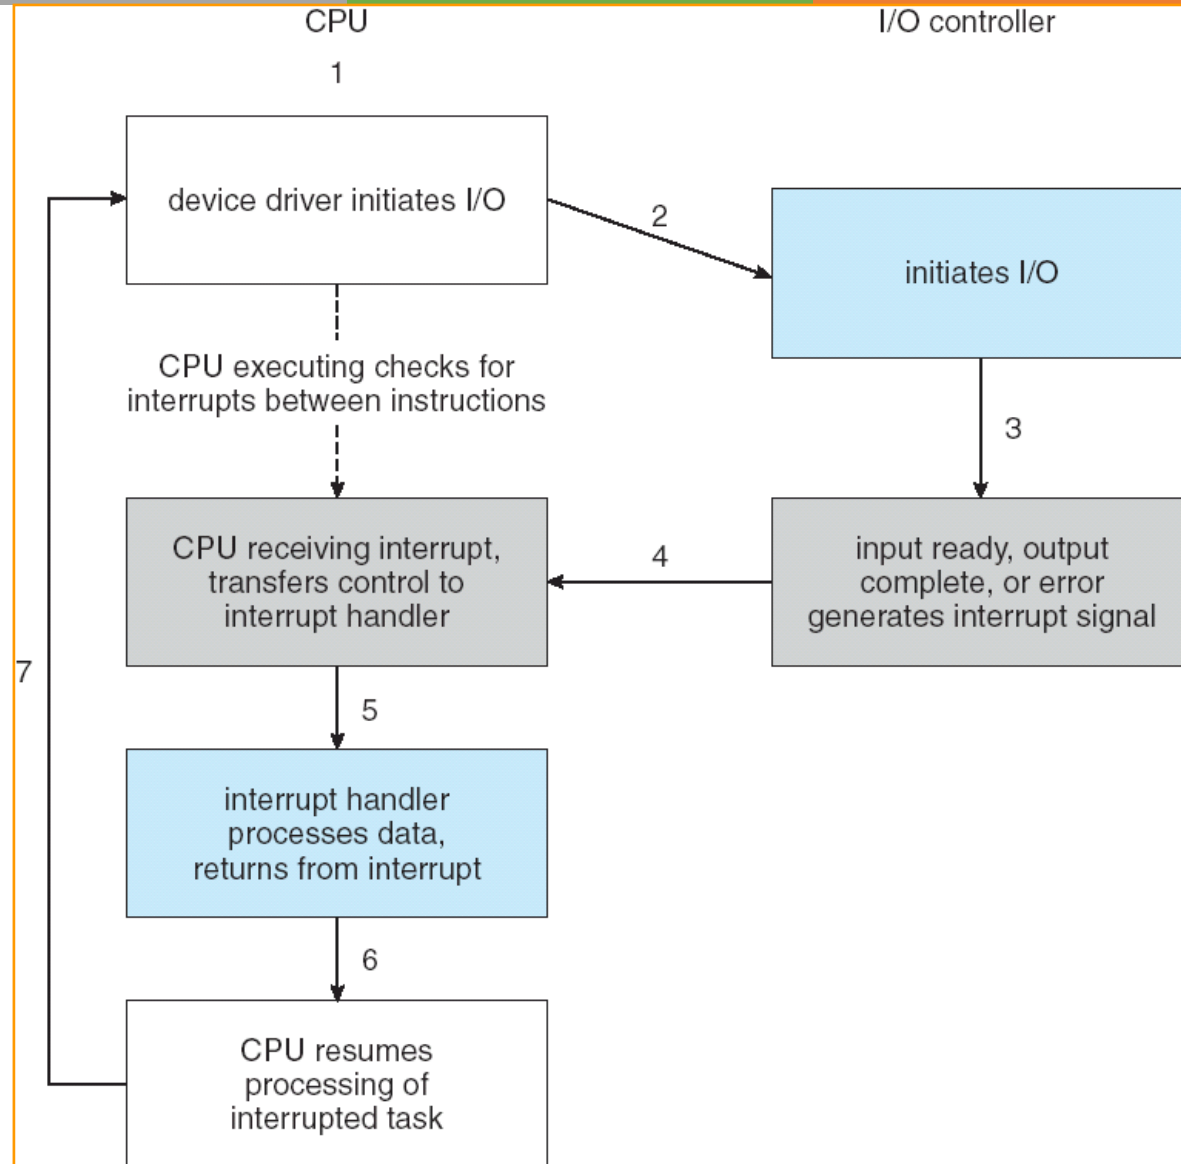 CPU
I/O controller
1
device driver initiates I/O
2
initiates I/O
CPU executing checks for
interrupts between instructions
3
CPU receiving interrupt,
transfers control to
interrupt handler
4
input ready, output
complete, or error
generates interrupt signal
7
5
interrupt handler
processes data,
returns from interrupt
6
CPU resumes
processing of
interrupted task